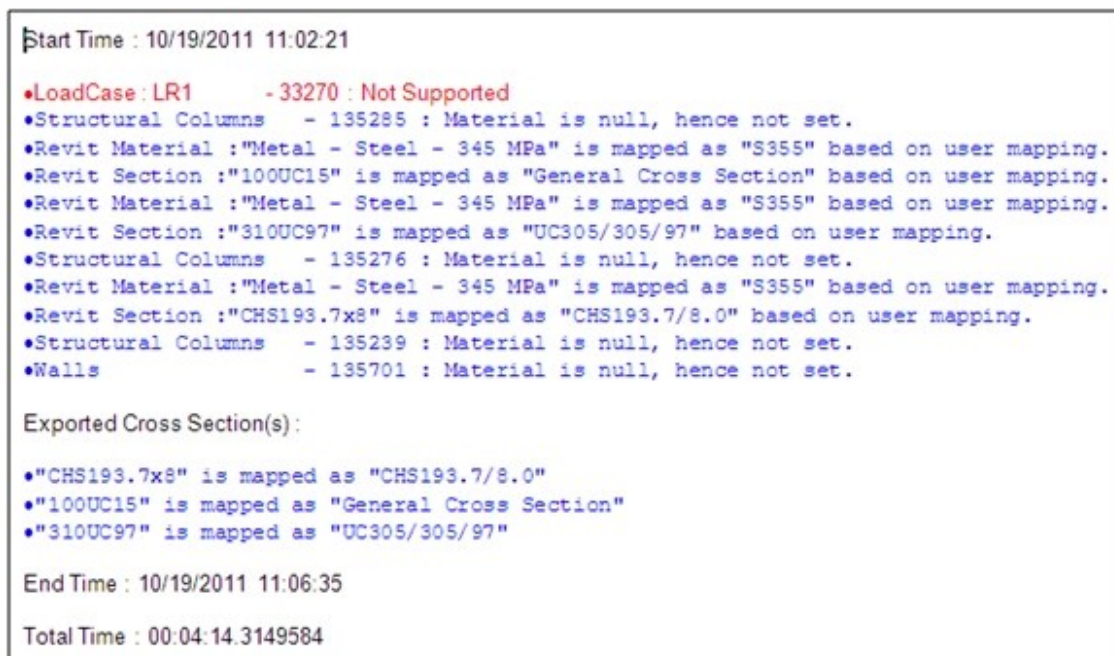 Start Time : 10/19/2011 11:02:21
•LoadCase : LR1 - 33270 : Not Supported
•Structural Columns - 135285 : Material is null, hence not set.
•Revit Material :"Metal - Steel - 345 MPa" is mapped as "S355" based on user mapping.
•Revit Section :"100UC15" is mapped as "General Cross Section" based on user mapping.
•Revit Material :"Metal - Steel - 345 MPa" is mapped as "S355" based on user mapping.
•Revit Section :"310UC97" is mapped as "UC305/305/97" based on user mapping.
•Structural Columns - 135276 : Material is null, hence not set.
•Revit Material :"Metal - Steel - 345 MPa" is mapped as "S355" based on user mapping.
•Revit Section :"CHS193.7x8" is mapped as "CHS193.7/8.0" based on user mapping.
•Structural Columns - 135239 : Material is null, hence not set.
•Walls - 135701 : Material is null, hence not set.
Exported Cross Section(s) :
•"CHS193.7x8" is mapped as "CHS193.7/8.0"
•"100UC15" is mapped as "General Cross Section"
•"310UC97" is mapped as "UC305/305/97"
End Time : 10/19/2011 11:06:35
Total Time : 00:04:14.3149584